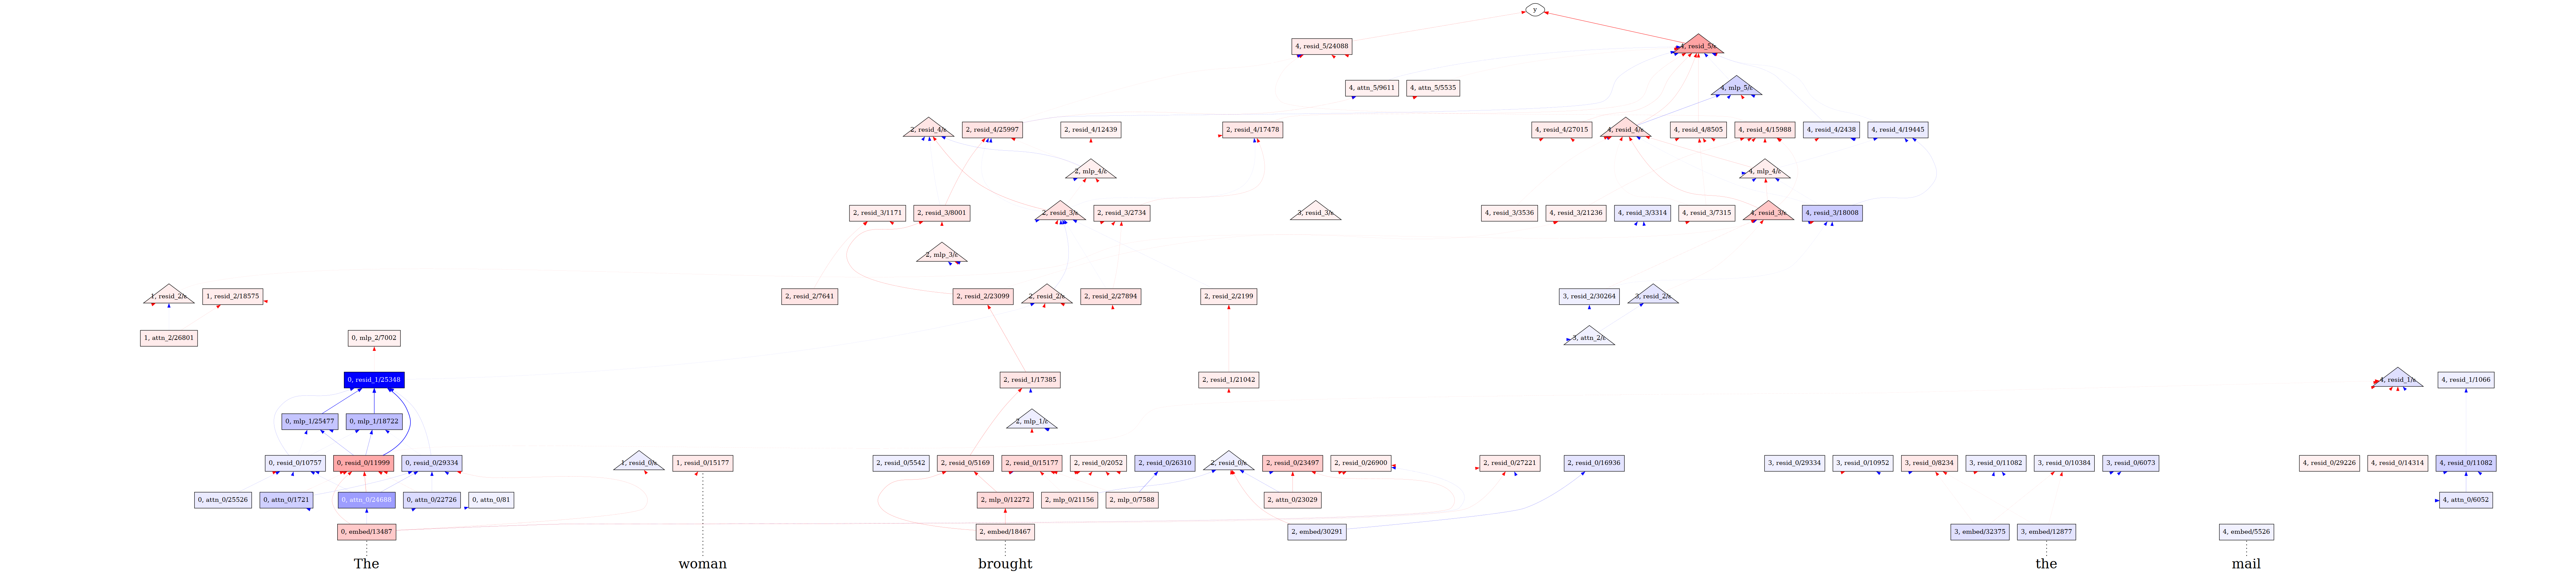 y
4, resid_5/24088 4, resid_5/ε
4, attn_5/9611 4, attn_5/5535 4, mlp_5/ε
2, resid_4/ε 2, resid_4/25997 2, resid_4/12439 2, resid_4/17478 4, resid_4/27015 4, resid_4/ε 4, resid_4/8505 4, resid_4/15988 4, resid_4/2438 4, resid_4/19445
2, mlp_4/ε 4, mlp_4/ε
2, resid_3/1171 2, resid_3/8001 2, resid_3/ε 2, resid_3/2734 3, resid_3/ε 4, resid_3/3536 4, resid_3/21236 4, resid_3/3314 4, resid_3/7315 4, resid_3/ε 4, resid_3/18008
2, mlp_3/ε
1, resid_2/ε 1, resid_2/18575 2, resid_2/7641 2, resid_2/23099 2, resid_2/ε 2, resid_2/27894 2, resid_2/2199 3, resid_2/30264 3, resid_2/ε
1, attn_2/26801 0, mlp_2/7002 3, attn_2/ε
0, resid_1/25348 2, resid_1/17385 2, resid_1/21042 4, resid_1/ε 4, resid_1/1066
0, mlp_1/25477 0, mlp_1/18722 2, mlp_1/ε
0, resid_0/10757 0, resid_0/11999 0, resid_0/29334 1, resid_0/ε 1, resid_0/15177 2, resid_0/5542 2, resid_0/5169 2, resid_0/15177 2, resid_0/2052 2, resid_0/26310 2, resid_0/ε 2, resid_0/23497 2, resid_0/26900 2, resid_0/27221 2, resid_0/16936 3, resid_0/29334 3, resid_0/10952 3, resid_0/8234 3, resid_0/11082 3, resid_0/10384 3, resid_0/6073 4, resid_0/29226 4, resid_0/14314 4, resid_0/11082
0, attn_0/25526 0, attn_0/1721 0, attn_0/24688 0, attn_0/22726 0, attn_0/81 2, mlp_0/12272 2, mlp_0/21156 2, mlp_0/7588 2, attn_0/23029 4, attn_0/6052
0, embed/13487 2, embed/18467 2, embed/30291 3, embed/32375 3, embed/12877 4, embed/5526
The woman brought the mail